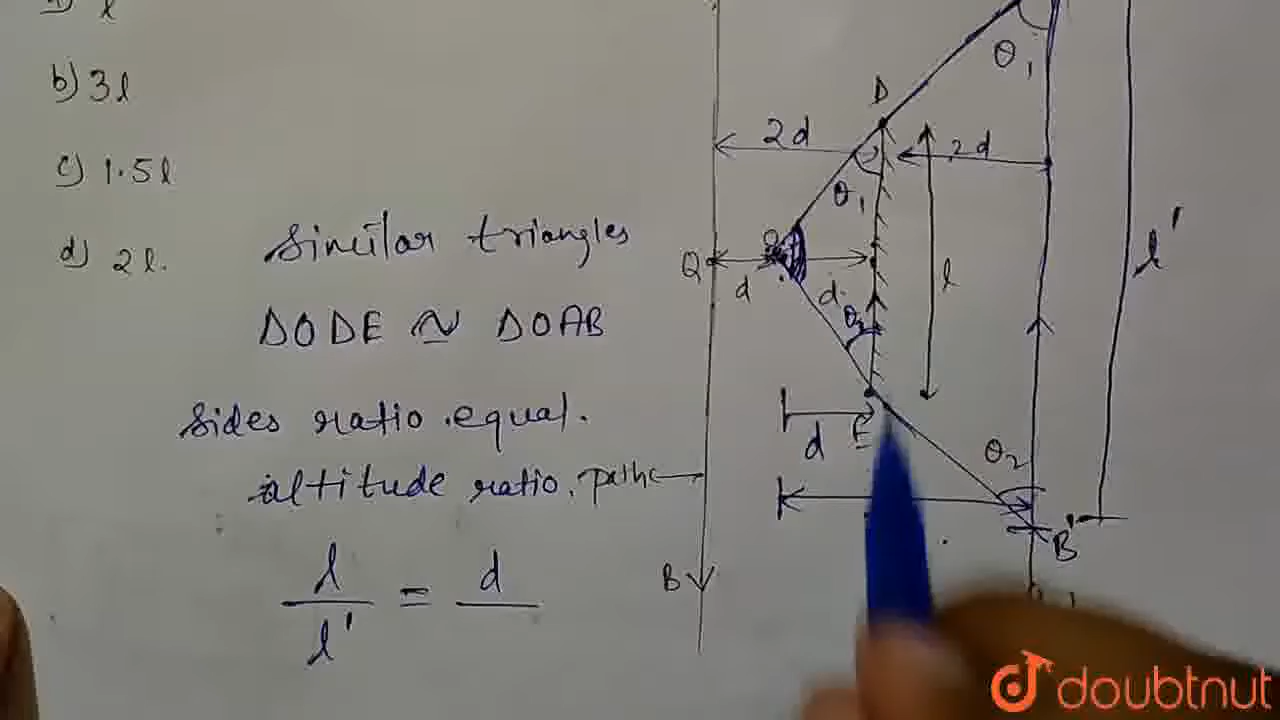 a) l
b) 3l
c) 1.5l
d) 2l.
Similar triangles
ΔODE ≈ ΔOAB
Sides ratio equal.
altitude ratio.
path
l / l' = d
θ1
D
2d
2d
θ1
Q
d
d
l
l'
d
E
θ2
B'
B
doubtnut